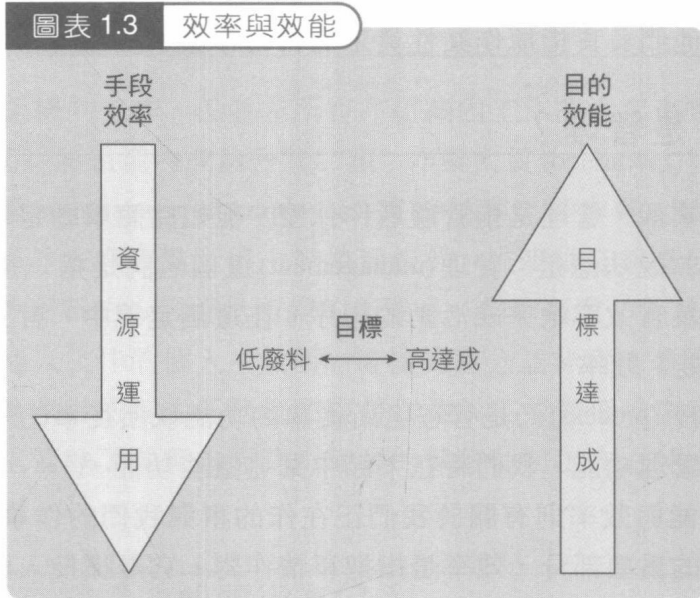 圖表 1.3 效率與效能
手段
效率
目的
效能
資源運用
目標
低廢料 高達成
目標達成